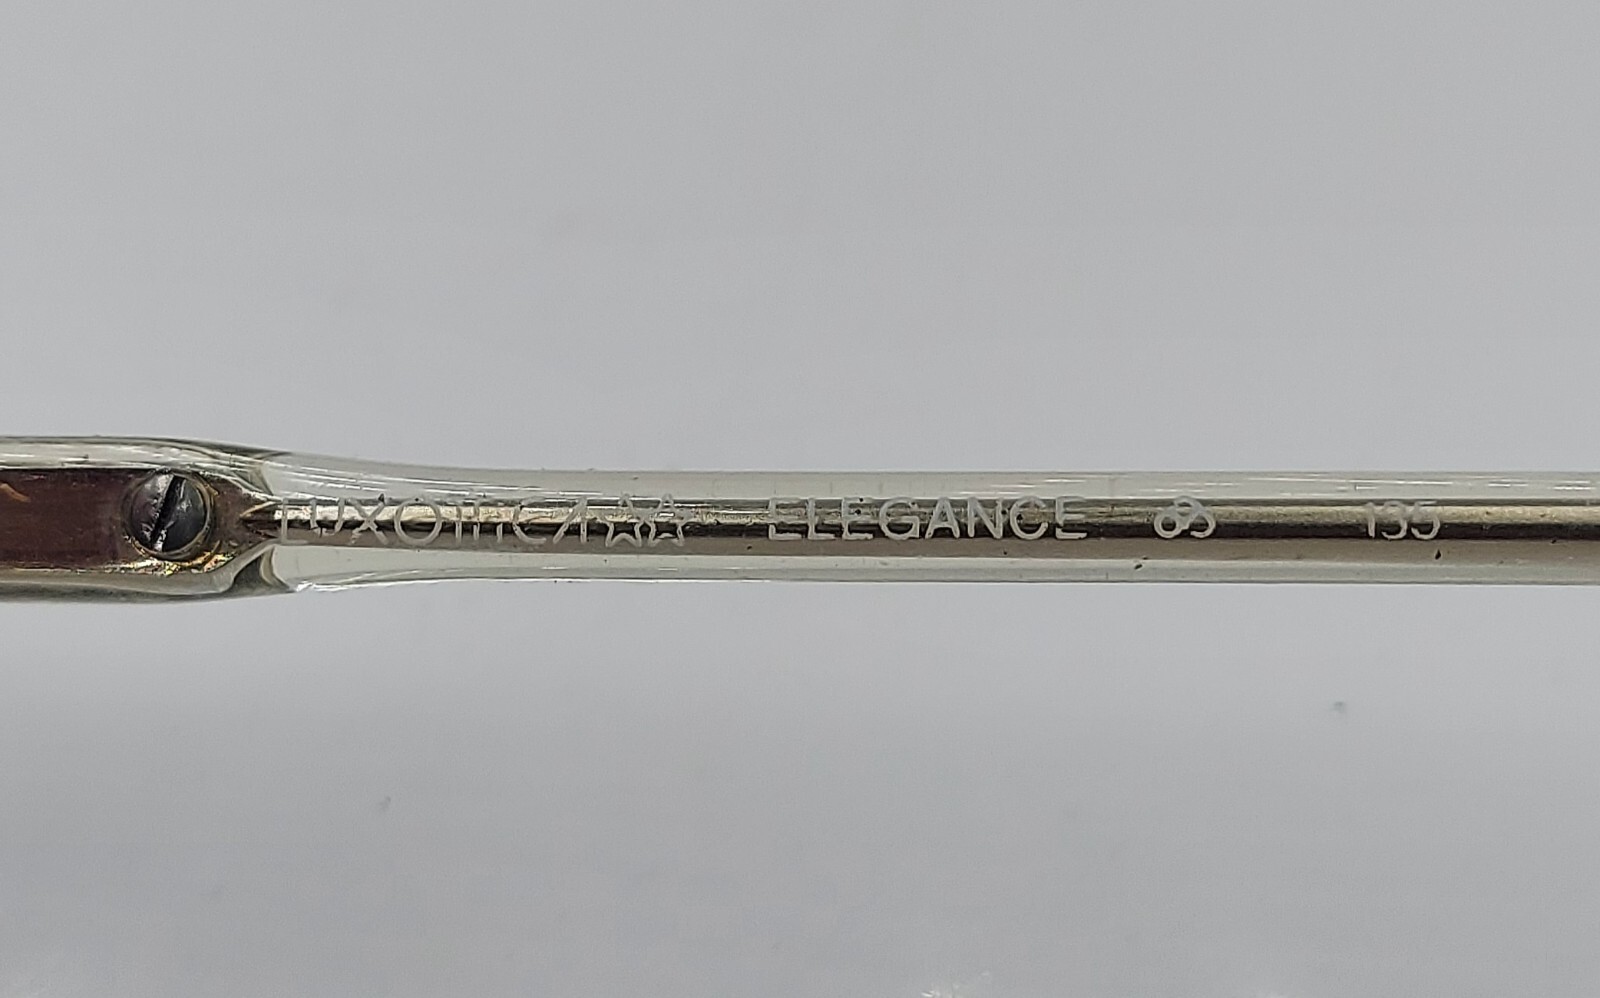 LUXOTTICA ☆☆ ELEGANCE 135